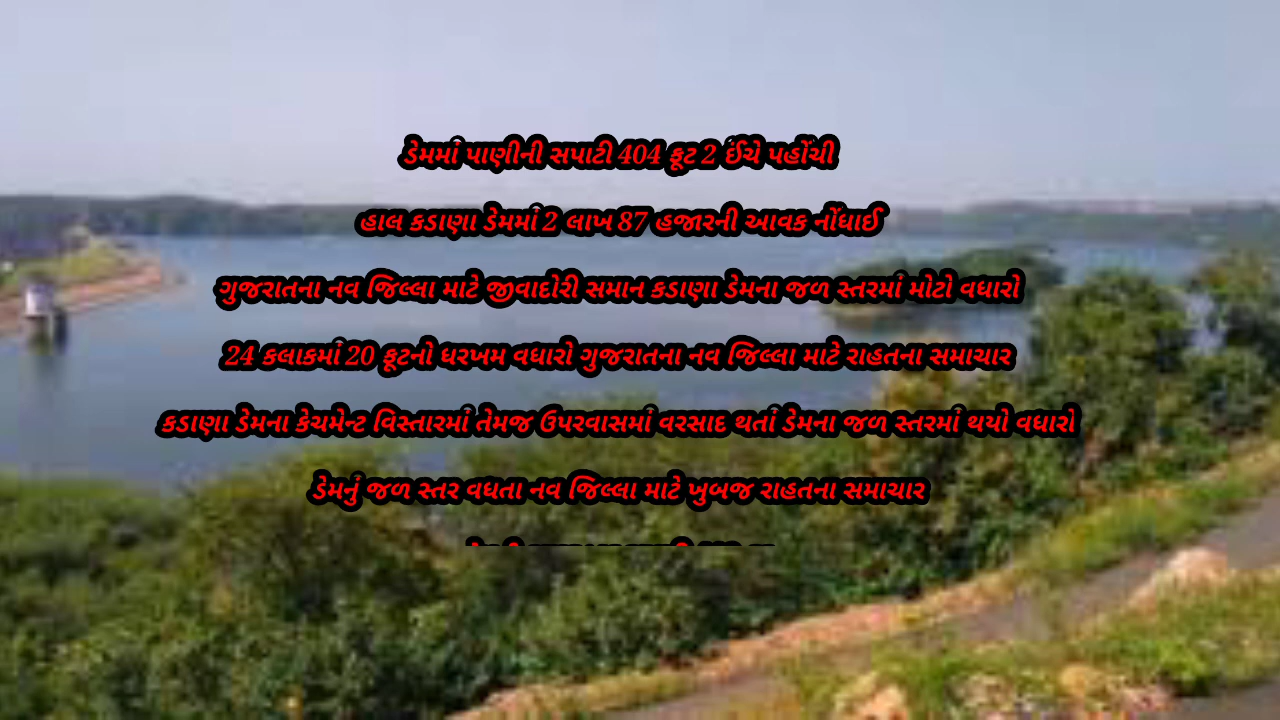 ડેમમાં પાણીની સપાટી 404 ફૂટ 2 ઈંચે પહોંચી
હાલ કડાણા ડેમમાં 2 લાખ 87 હજારની આવક નોંધાઈ
ગુજરાતના નવ જિલ્લા માટે જીવાદોરી સમાન કડાણા ડેમના જળ સ્તરમાં મોટો વધારો
24 કલાકમાં 20 ફૂટનો ધરખમ વધારો ગુજરાતના નવ જિલ્લા માટે રાહતના સમાચાર
કડાણા ડેમના કેચમેન્ટ વિસ્તારમાં તેમજ ઉપરવાસમાં વરસાદ થતાં ડેમના જળ સ્તરમાં થયો વધારો
ડેમનું જળ સ્તર વધતા નવ જિલ્લા માટે ખુબજ રાહતના સમાચાર